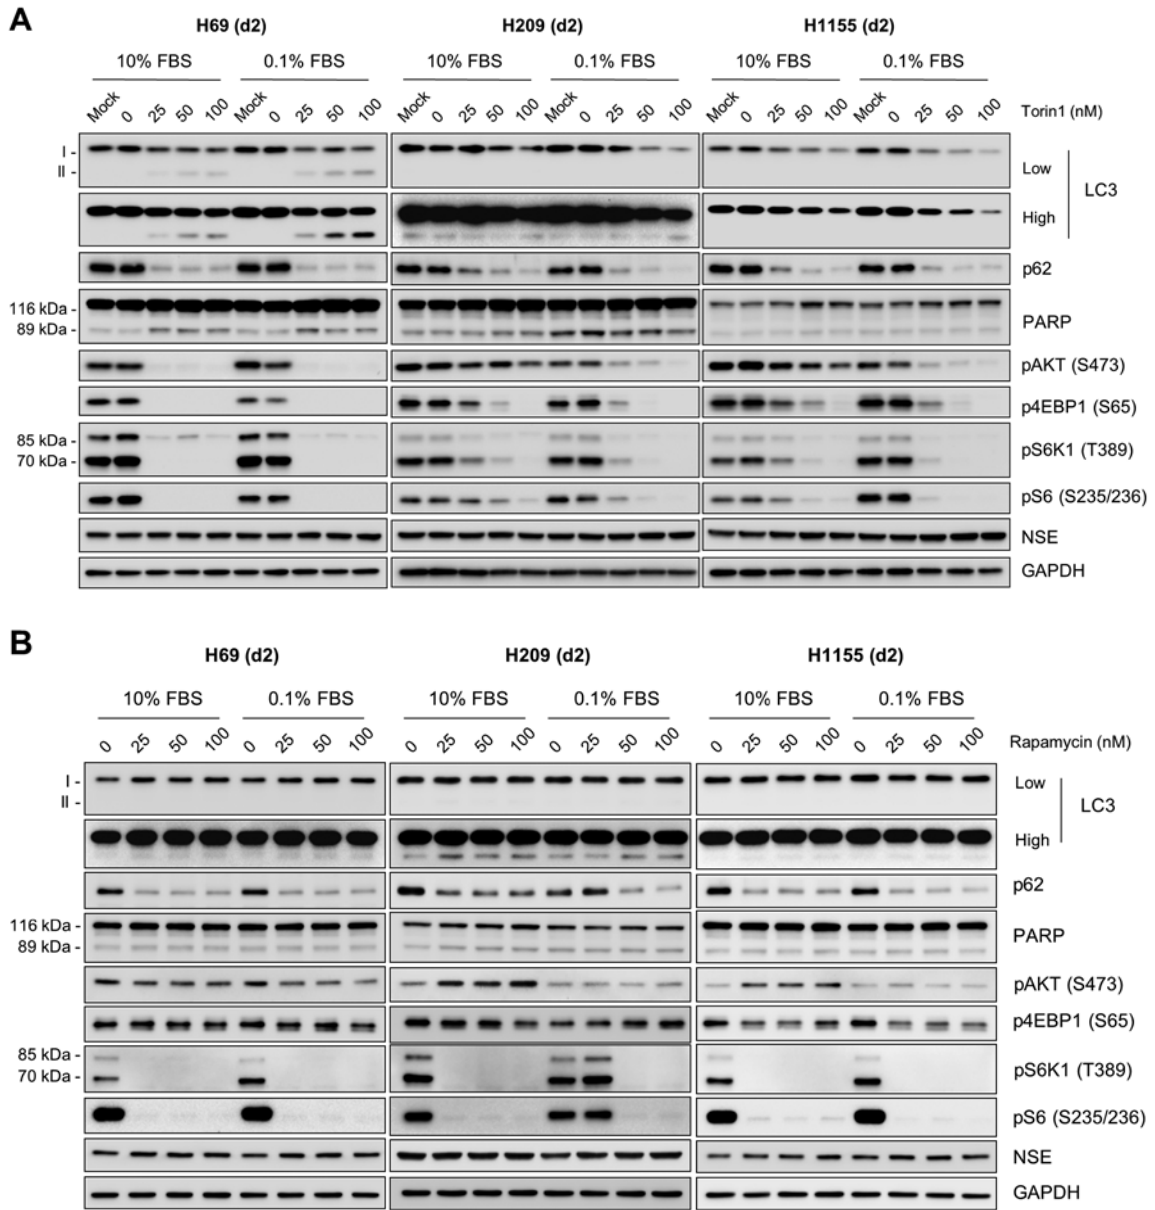 A
H69 (d2) H209 (d2) H1155 (d2)
10% FBS 0.1% FBS 10% FBS 0.1% FBS 10% FBS 0.1% FBS
Mock 0 25 50 100 Mock 0 25 50 100 Mock 0 25 50 100 Mock 0 25 50 100 Mock 0 25 50 100 Mock 0 25 50 100 Torin1 (nM)
I -
II - Low
LC3
High
p62
116 kDa -
PARP
89 kDa -
pAKT (S473)
p4EBP1 (S65)
85 kDa -
pS6K1 (T389)
70 kDa -
pS6 (S235/236)
NSE
GAPDH
B
H69 (d2) H209 (d2) H1155 (d2)
10% FBS 0.1% FBS 10% FBS 0.1% FBS 10% FBS 0.1% FBS
0 25 50 100 0 25 50 100 0 25 50 100 0 25 50 100 0 25 50 100 0 25 50 100 Rapamycin (nM)
I - Low
II -
LC3
High
p62
116 kDa -
PARP
89 kDa -
pAKT (S473)
p4EBP1 (S65)
85 kDa -
pS6K1 (T389)
70 kDa -
pS6 (S235/236)
NSE
GAPDH